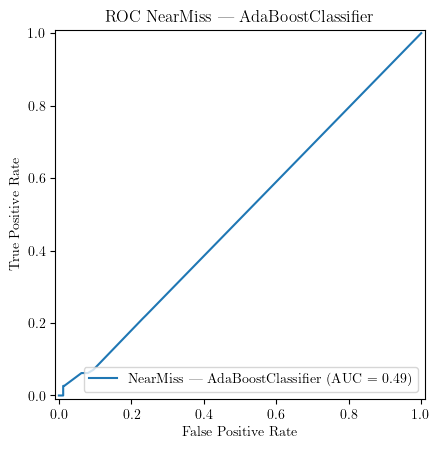 ROC NearMiss — AdaBoostClassifier
1.0
0.8
0.6
0.4
0.2
0.0
True Positive Rate
NearMiss — AdaBoostClassifier (AUC = 0.49)
0.0 0.2 0.4 0.6 0.8 1.0
False Positive Rate